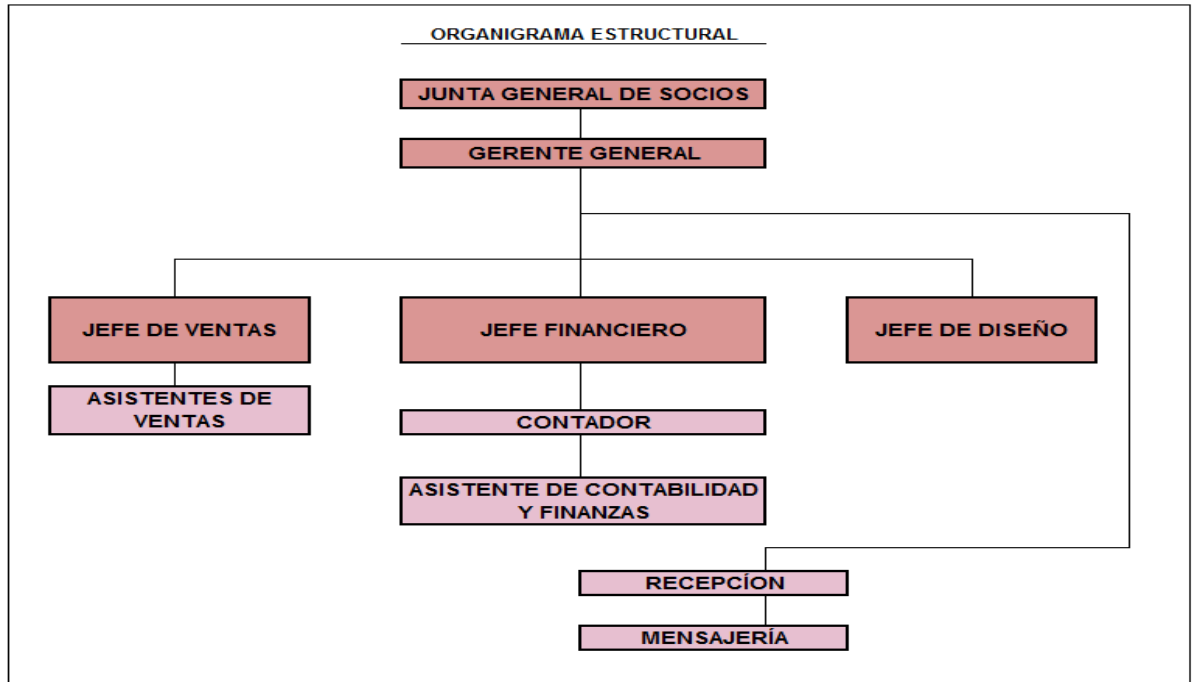 ORGANIGRAMA ESTRUCTURAL
JUNTA GENERAL DE SOCIOS
GERENTE GENERAL
JEFE DE VENTAS
JEFE FINANCIERO
JEFE DE DISEÑO
ASISTENTES DE
VENTAS
CONTADOR
ASISTENTE DE CONTABILIDAD
Y FINANZAS
RECEPCÍON
MENSAJERÍA